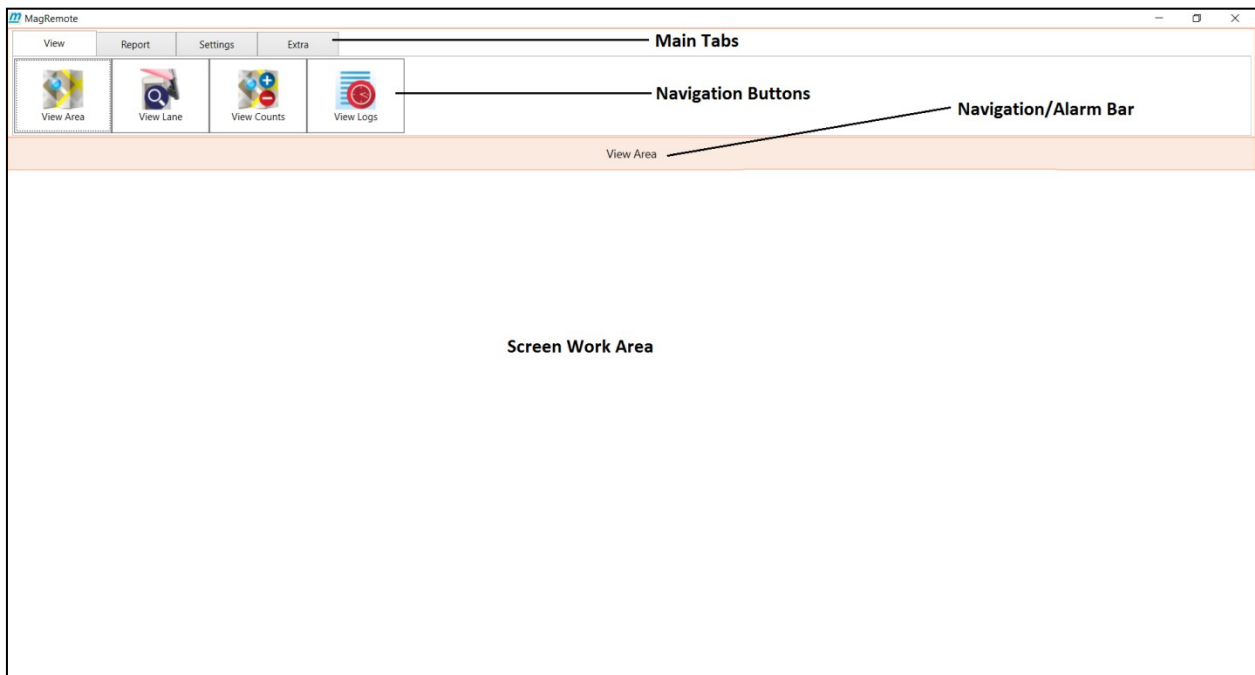 MagRemote
View Report Settings Extra Main Tabs
View Area View Lane View Counts View Logs Navigation Buttons
Navigation/Alarm Bar
View Area
Screen Work Area